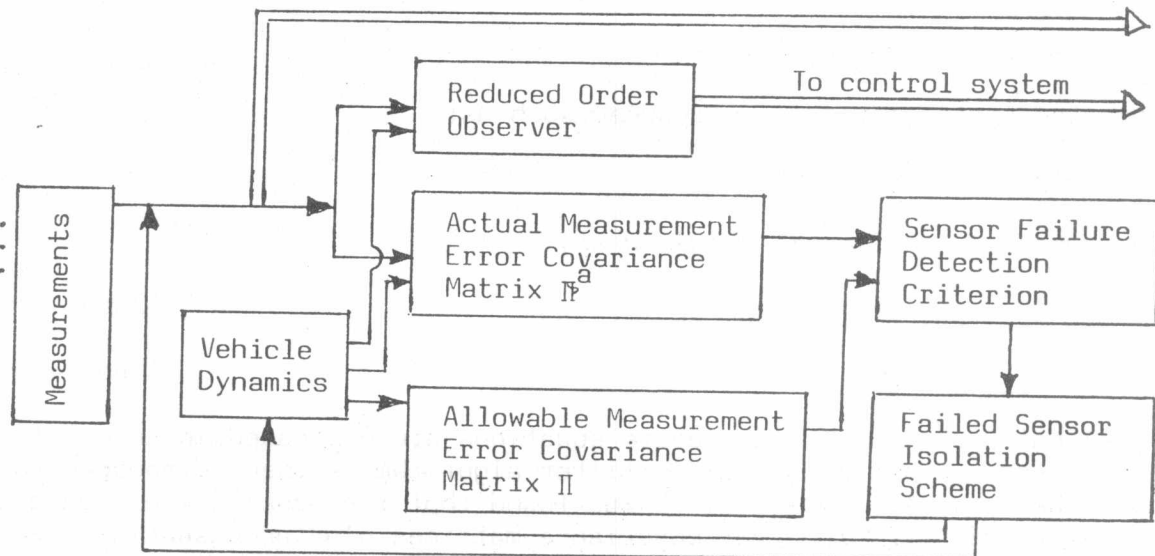 To control system
Reduced Order
Observer
Measurements
Actual Measurement
Error Covariance
Matrix Π^a
Sensor Failure
Detection
Criterion
Vehicle
Dynamics
Allowable Measurement
Error Covariance
Matrix Π
Failed Sensor
Isolation
Scheme